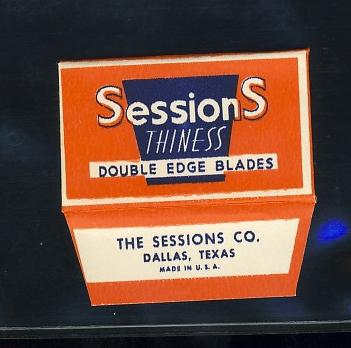 SessionS
THINESS
DOUBLE EDGE BLADES
THE SESSIONS CO.
DALLAS, TEXAS
MADE IN U.S.A.